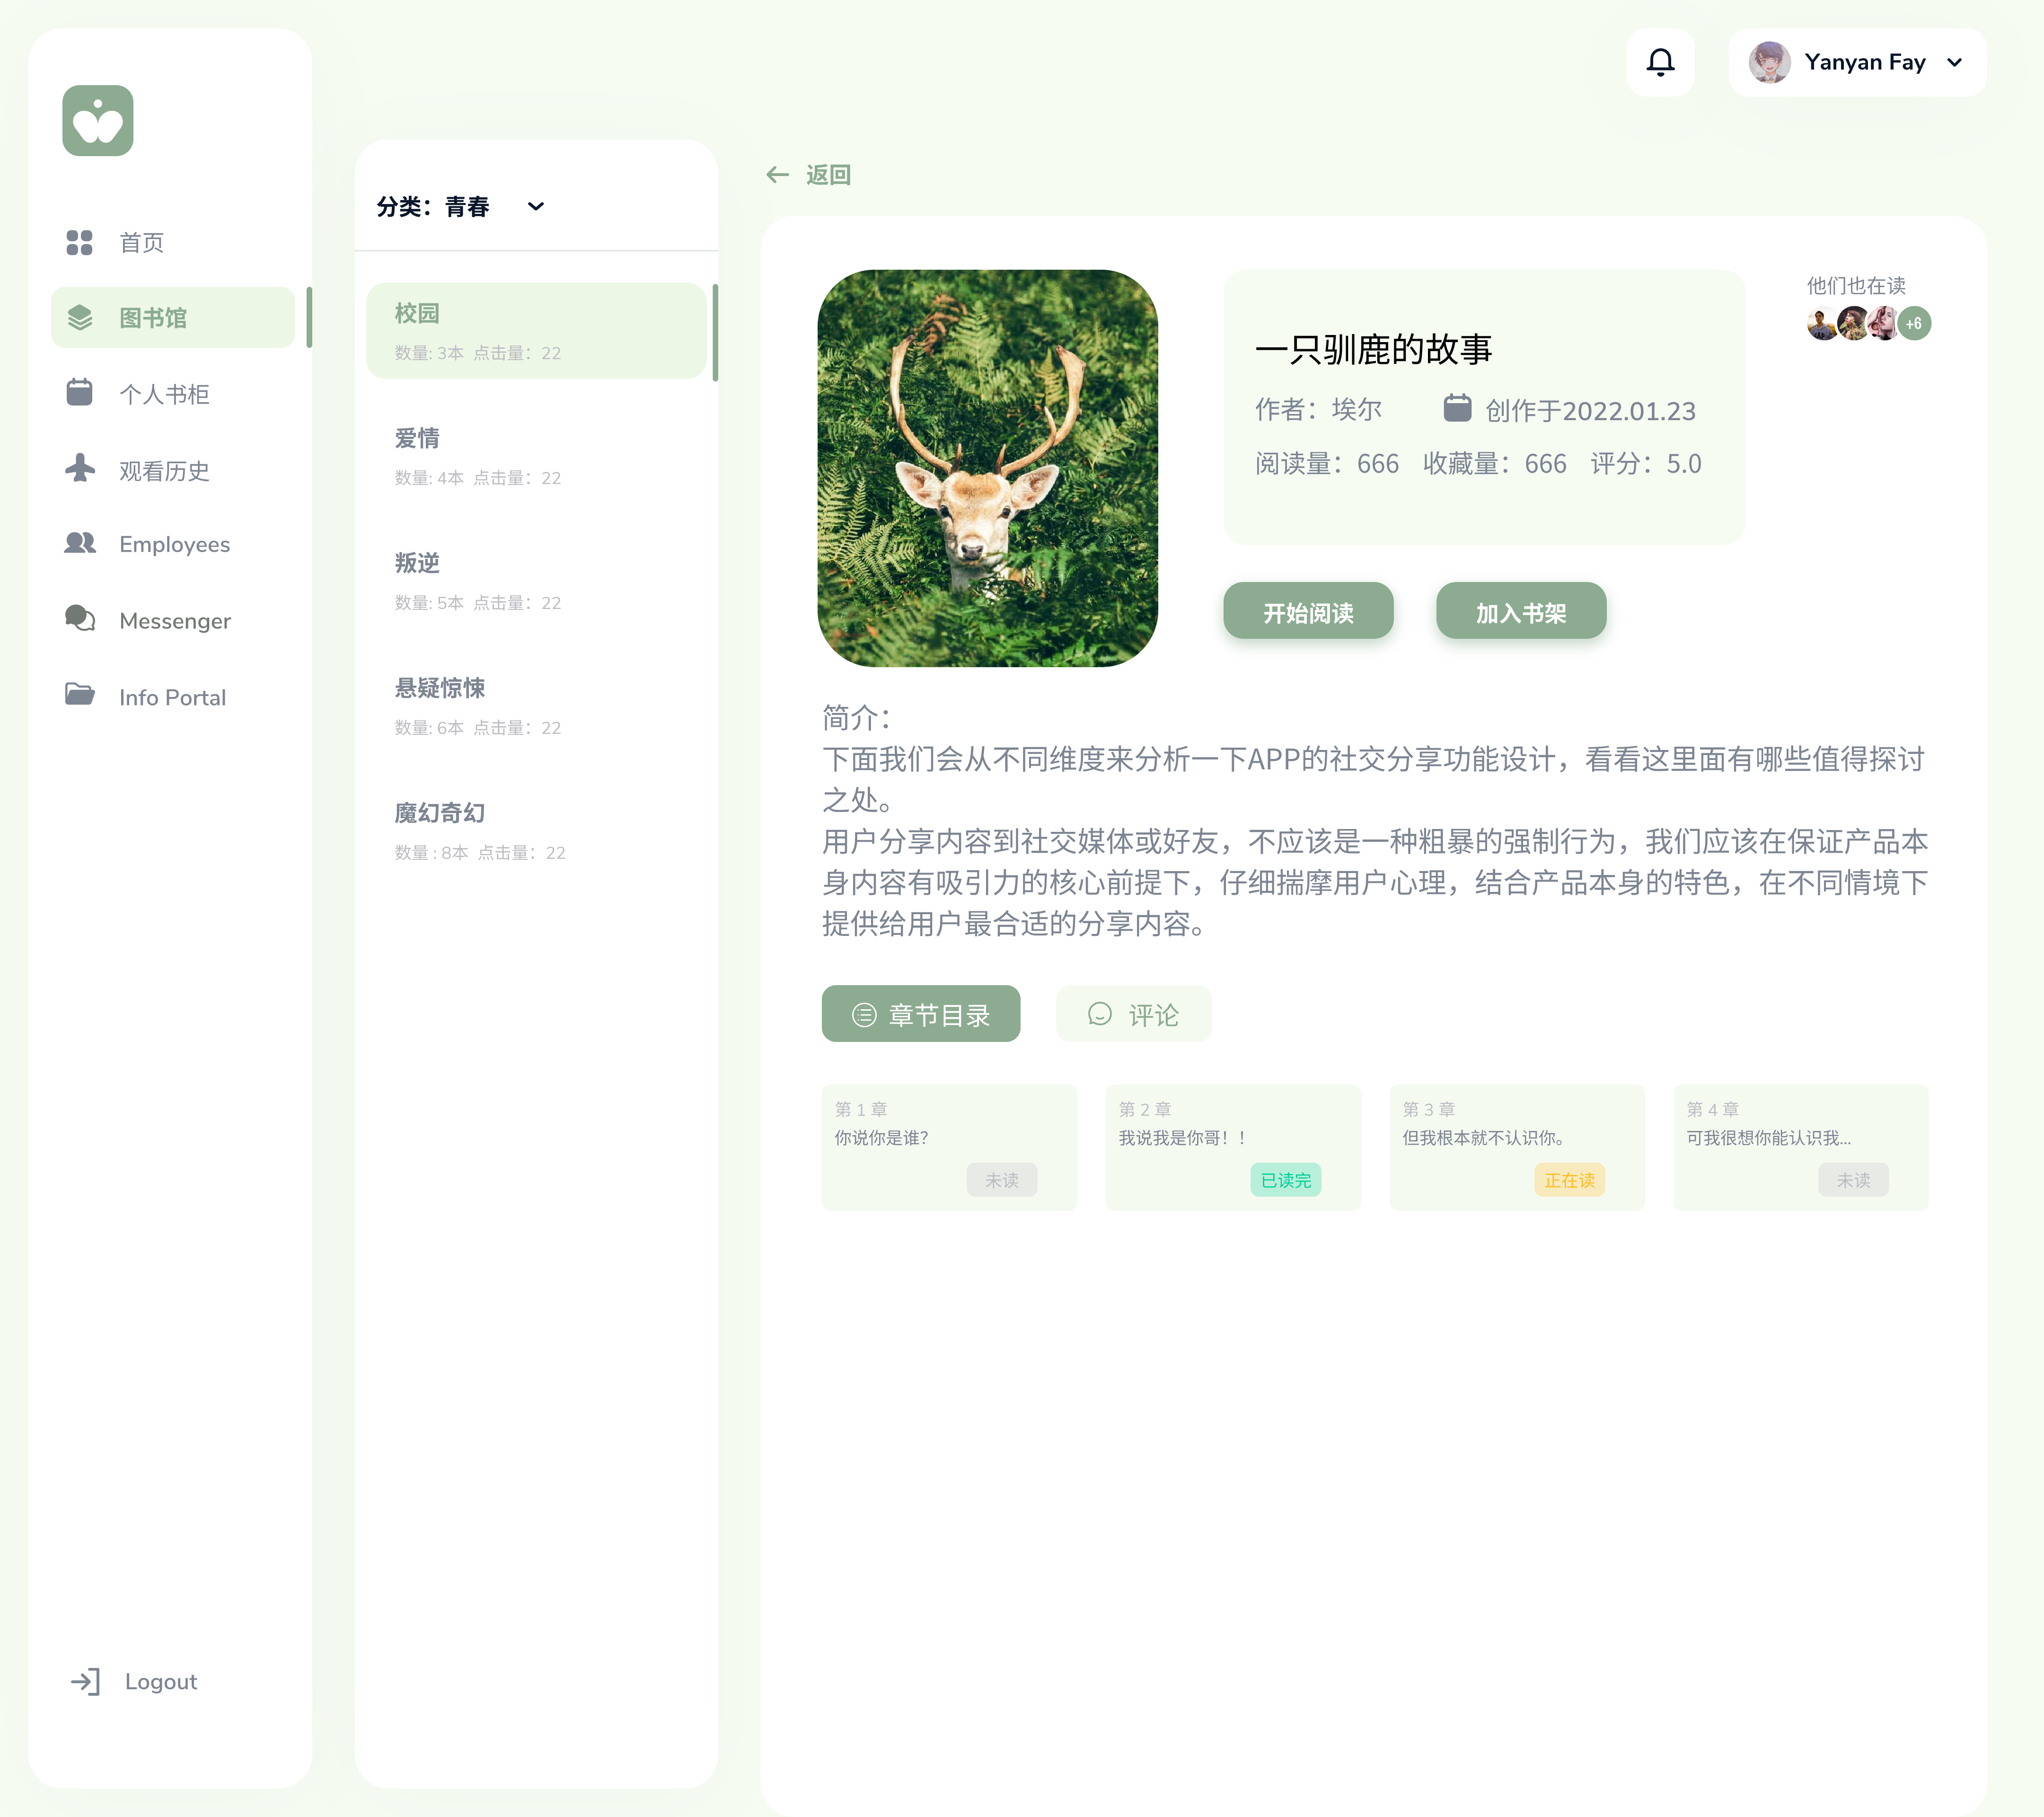 首页
图书馆
个人书柜
观看历史
Employees
Messenger
Info Portal
Logout
分类：青春
校园
数量: 3本 点击量：22
爱情
数量: 4本 点击量：22
叛逆
数量: 5本 点击量：22
悬疑惊悚
数量: 6本 点击量：22
魔幻奇幻
数量 : 8本 点击量：22
Yanyan Fay
返回
一只驯鹿的故事
作者：埃尔 创作于2022.01.23
阅读量：666 收藏量：666 评分：5.0
他们也在读
+6
开始阅读 加入书架
简介：
下面我们会从不同维度来分析一下APP的社交分享功能设计，看看这里面有哪些值得探讨
之处。
用户分享内容到社交媒体或好友，不应该是一种粗暴的强制行为，我们应该在保证产品本
身内容有吸引力的核心前提下，仔细揣摩用户心理，结合产品本身的特色，在不同情境下
提供给用户最合适的分享内容。
章节目录 评论
第 1 章
你说你是谁?
未读
第 2 章
我说我是你哥！！
已读完
第 3 章
但我根本就不认识你。
正在读
第 4 章
可我很想你能认识我...
未读